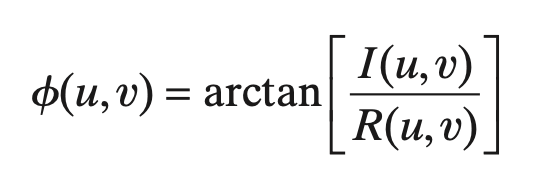 ϕ(u, v) = arctan[I(u, v) / R(u, v)]